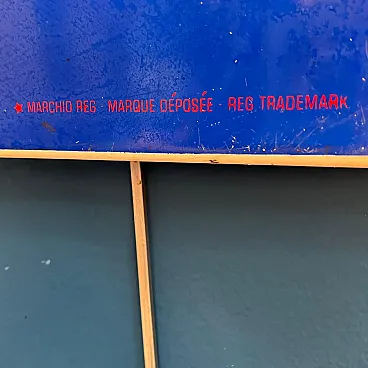 ★ MARCHIO REG - MARQUE DÉPOSÉE - REG TRADEMARK